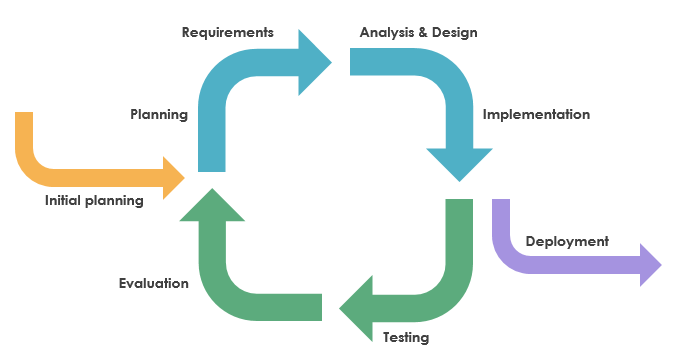 Requirements
Analysis & Design
Planning
Implementation
Initial planning
Deployment
Evaluation
Testing